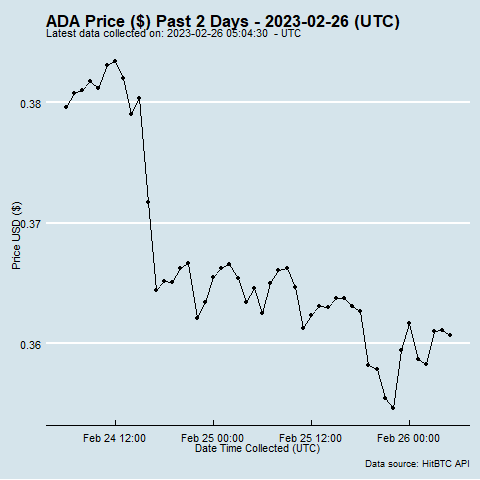 ADA Price ($) Past 2 Days - 2023-02-26 (UTC)
Latest data collected on: 2023-02-26 05:04:30 - UTC
0.38
0.37
0.36
Price USD ($)
Feb 24 12:00
Feb 25 00:00
Feb 25 12:00
Feb 26 00:00
Date Time Collected (UTC)
Data source: HitBTC API